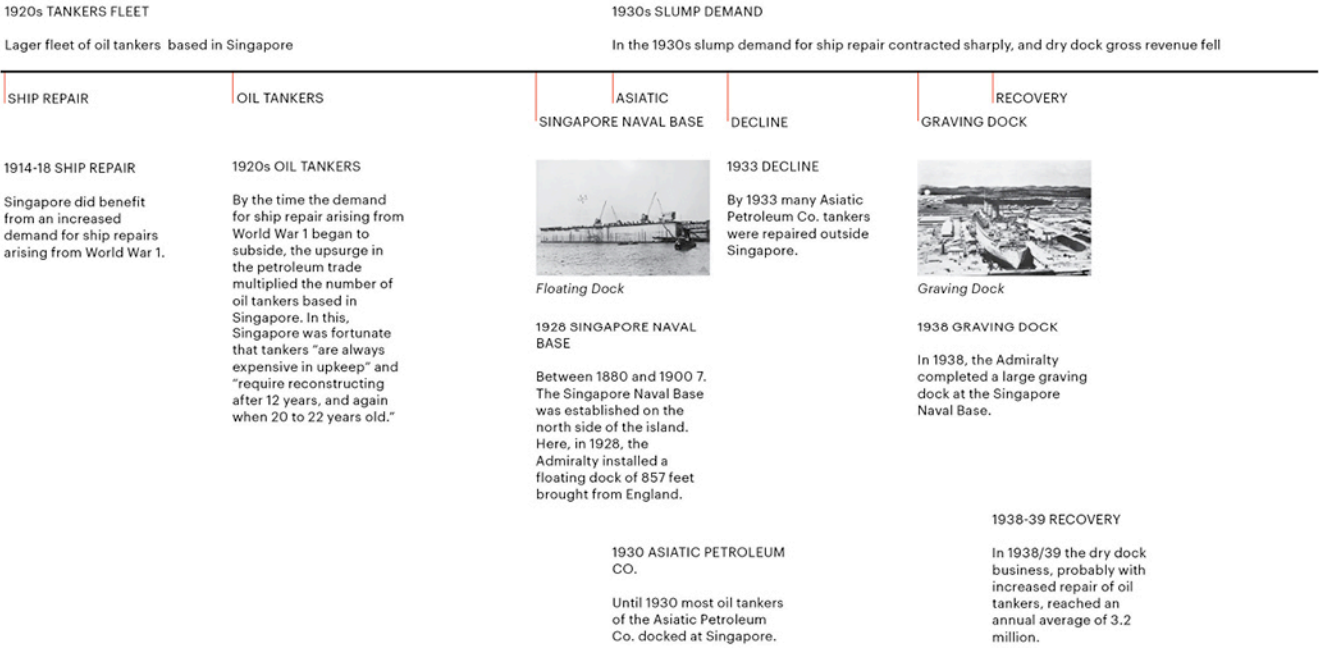 1920s TANKERS FLEET
Lager fleet of oil tankers based in Singapore
1930s SLUMP DEMAND
In the 1930s slump demand for ship repair contracted sharply, and dry dock gross revenue fell
SHIP REPAIR
OIL TANKERS
SINGAPORE NAVAL BASE
ASIATIC
DECLINE
GRAVING DOCK
RECOVERY
1914-18 SHIP REPAIR
Singapore did benefit
from an increased
demand for ship repairs
arising from World War 1.
1920s OIL TANKERS
By the time the demand
for ship repair arising from
World War 1 began to
subside, the upsurge in
the petroleum trade
multiplied the number of
oil tankers based in
Singapore. In this,
Singapore was fortunate
that tankers “are always
expensive in upkeep” and
“require reconstructing
after 12 years, and again
when 20 to 22 years old.”
Floating Dock
1928 SINGAPORE NAVAL
BASE
Between 1880 and 1900 7.
The Singapore Naval Base
was established on the
north side of the island.
Here, in 1928, the
Admiralty installed a
floating dock of 857 feet
brought from England.
1930 ASIATIC PETROLEUM
CO.
Until 1930 most oil tankers
of the Asiatic Petroleum
Co. docked at Singapore.
1933 DECLINE
By 1933 many Asiatic
Petroleum Co. tankers
were repaired outside
Singapore.
Graving Dock
1938 GRAVING DOCK
In 1938, the Admiralty
completed a large graving
dock at the Singapore
Naval Base.
1938-39 RECOVERY
In 1938/39 the dry dock
business, probably with
increased repair of oil
tankers, reached an
annual average of 3.2
million.